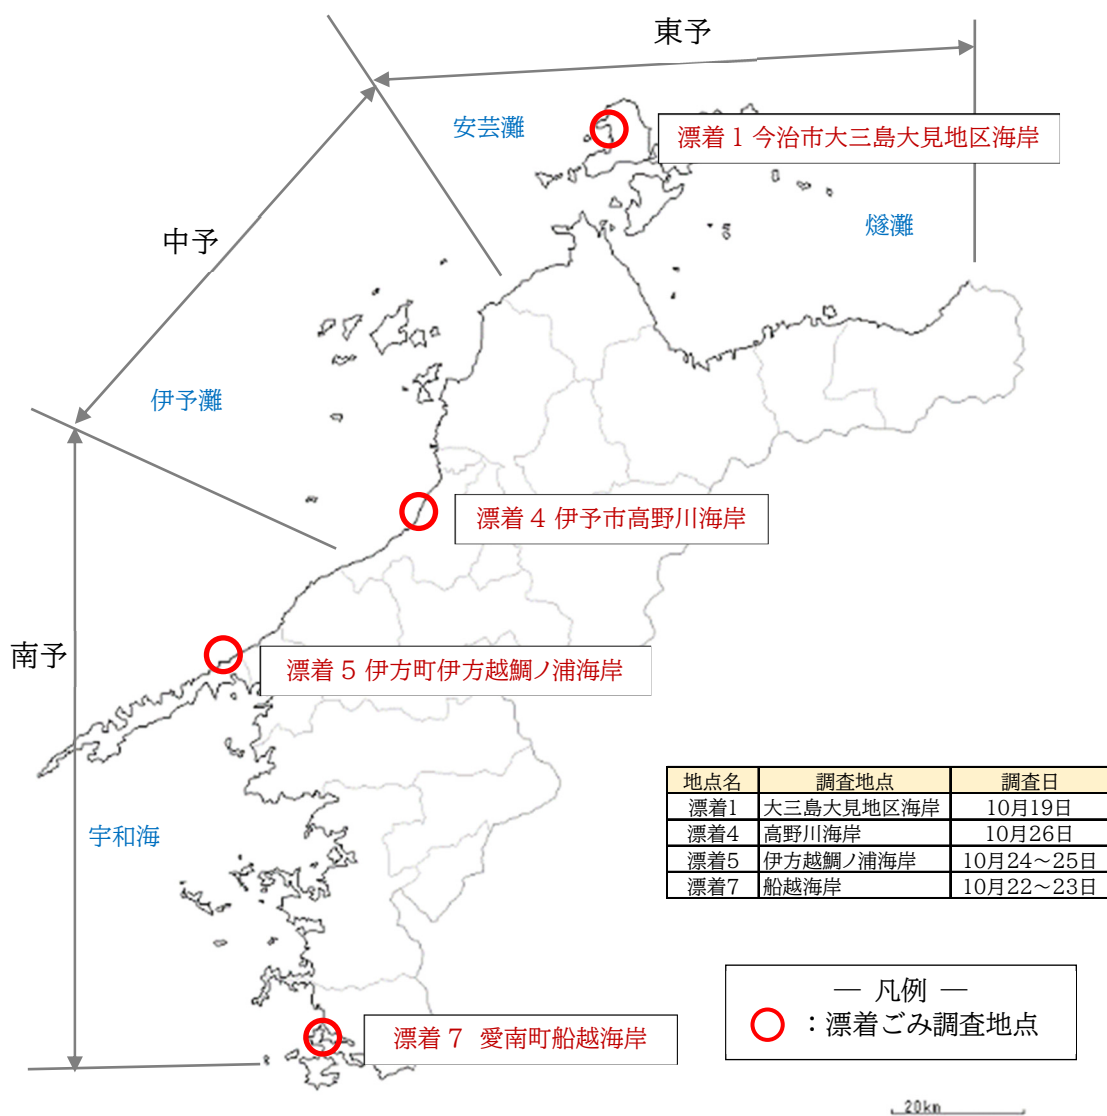 東予
安芸灘
漂着 1 今治市大三島大見地区海岸
燧灘
中予
伊予灘
漂着 4 伊予市高野川海岸
南予
漂着 5 伊方町伊方越鯛ノ浦海岸
地点名 調査地点 調査日
漂着1 大三島大見地区海岸 10月19日
漂着4 高野川海岸 10月26日
漂着5 伊方越鯛ノ浦海岸 10月24～25日
漂着7 船越海岸 10月22～23日
宇和海
― 凡例 ―
：漂着ごみ調査地点
漂着 7 愛南町船越海岸
20km